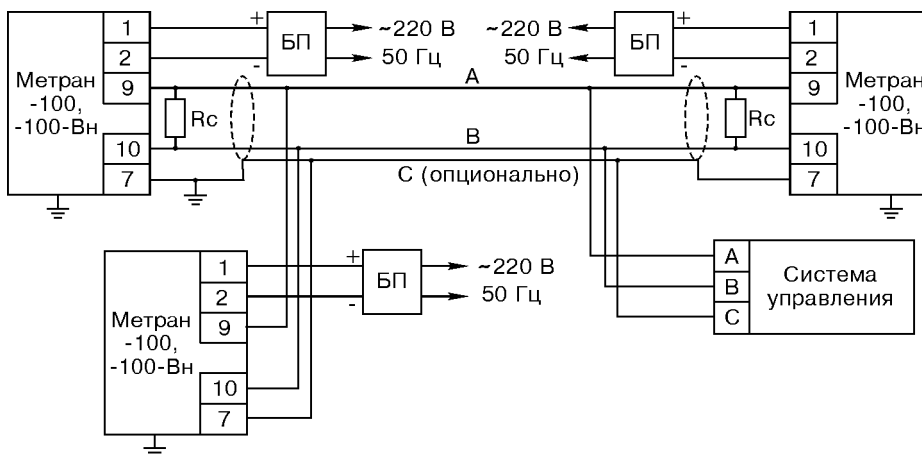 1
2
9
10
7
Метран
-100,
-100-Вн
+
-
БП
~220 В
50 Гц
~220 В
50 Гц
БП
+
-
1
2
9
10
7
Метран
-100,
-100-Вн
A
Rc
B
Rc
C (опционально)
1
2
9
10
7
Метран
-100,
-100-Вн
+
-
БП
~220 В
50 Гц
A
B
C
Система
управления